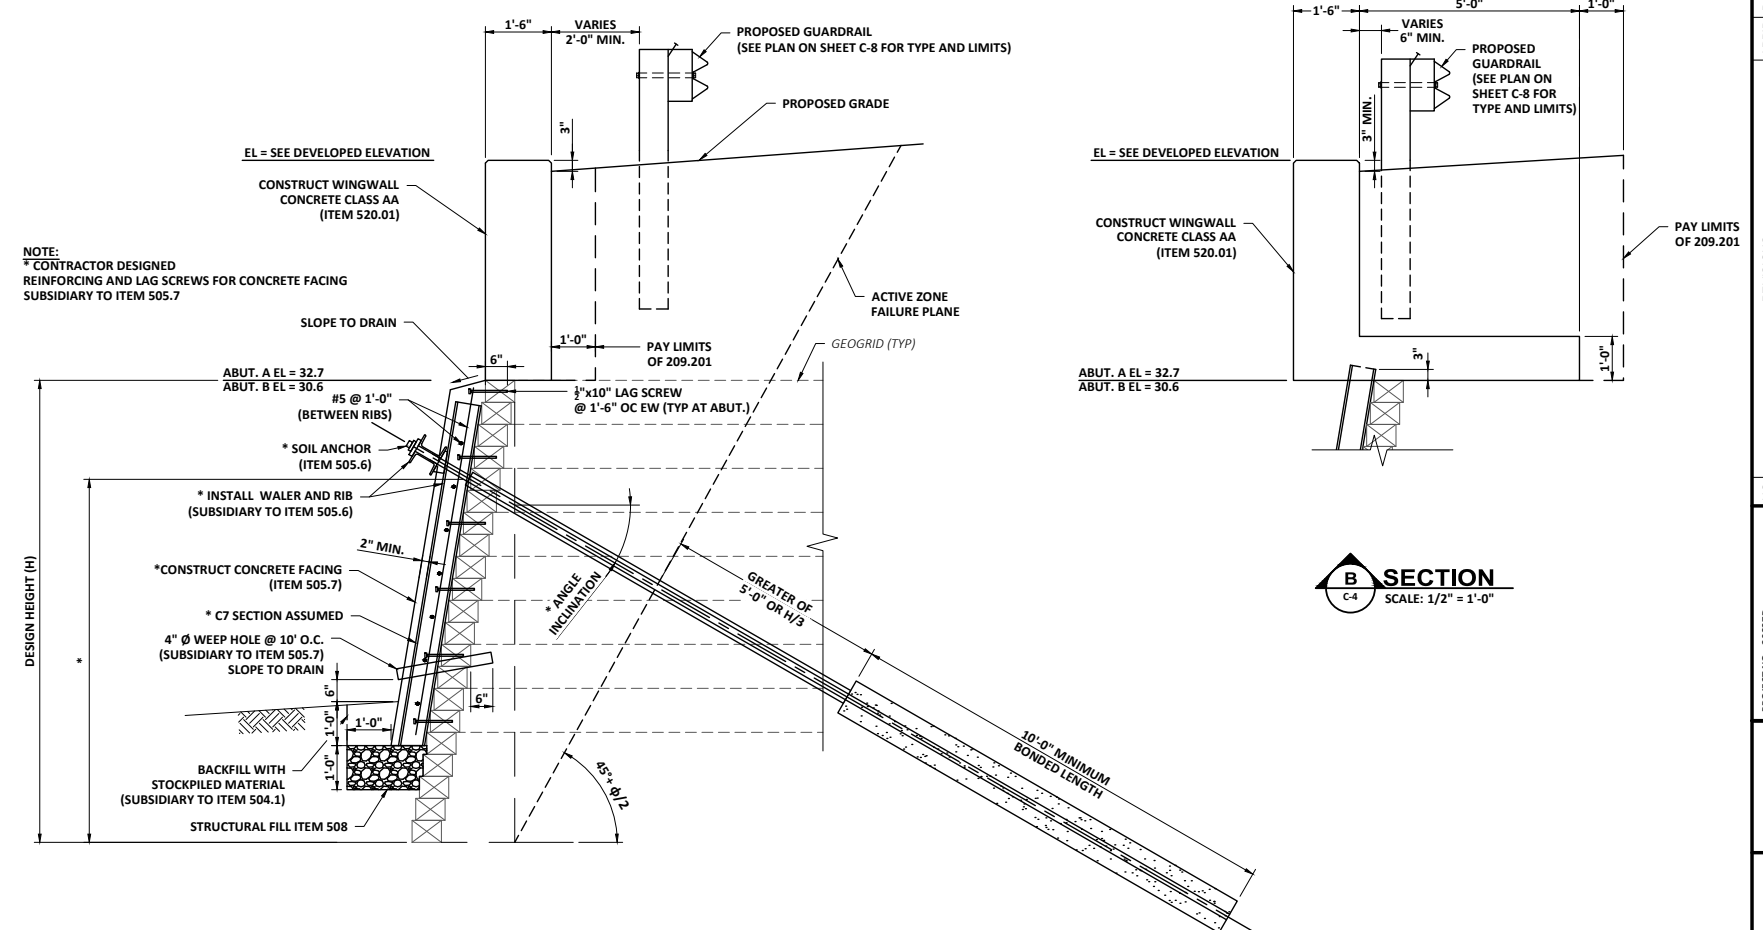 1'-6"
VARIES
2'-0" MIN.
PROPOSED GUARDRAIL
(SEE PLAN ON SHEET C-8 FOR TYPE AND LIMITS)
PROPOSED GRADE
3"
EL = SEE DEVELOPED ELEVATION
CONSTRUCT WINGWALL
CONCRETE CLASS AA
(ITEM 520.01)
NOTE:
* CONTRACTOR DESIGNED
REINFORCING AND LAG SCREWS FOR CONCRETE FACING
SUBSIDIARY TO ITEM 505.7
ACTIVE ZONE
FAILURE PLANE
SLOPE TO DRAIN
1'-0"
PAY LIMITS
OF 209.201
GEOGRID (TYP)
6"
ABUT. A EL = 32.7
ABUT. B EL = 30.6
#5 @ 1'-0"
(BETWEEN RIBS)
½"x10" LAG SCREW
@ 1'-6" OC EW (TYP AT ABUT.)
* SOIL ANCHOR
(ITEM 505.6)
* INSTALL WALER AND RIB
(SUBSIDIARY TO ITEM 505.6)
2" MIN.
*CONSTRUCT CONCRETE FACING
(ITEM 505.7)
* C7 SECTION ASSUMED
4" Ø WEEP HOLE @ 10' O.C.
(SUBSIDIARY TO ITEM 505.7)
SLOPE TO DRAIN
DESIGN HEIGHT (H)
*
* ANGLE
INCLINATION
GREATER OF
5'-0" OR H/3
6"
6"
1'-0"
1'-0"
1'-0"
10'-0" MINIMUM
BONDED LENGTH
45°+ ϕ/2
BACKFILL WITH
STOCKPILED MATERIAL
(SUBSIDIARY TO ITEM 504.1)
STRUCTURAL FILL ITEM 508
1'-6"
5'-0"
1'-0"
VARIES
6" MIN.
PROPOSED
GUARDRAIL
(SEE PLAN ON
SHEET C-8 FOR
TYPE AND LIMITS)
3" MIN.
EL = SEE DEVELOPED ELEVATION
CONSTRUCT WINGWALL
CONCRETE CLASS AA
(ITEM 520.01)
PAY LIMITS
OF 209.201
3"
1'-0"
ABUT. A EL = 32.7
ABUT. B EL = 30.6
B
C-4
SECTION
SCALE: 1/2" = 1'-0"